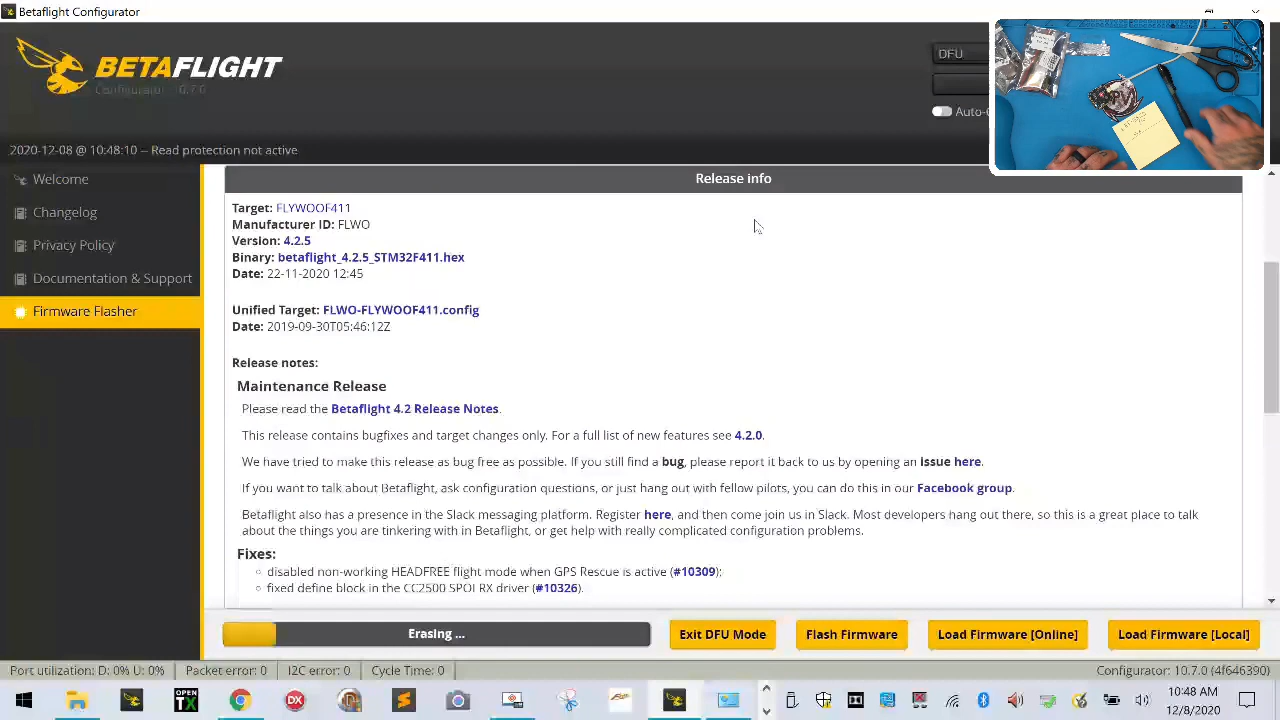 Betaflight Configurator
BETAFLIGHT
DFU
Auto-
2020-12-08 @ 10:48:10 -- Read protection not active
Welcome
Changelog
Privacy Policy
Documentation & Support
Firmware Flasher
Release info
Target: FLYWOOF411
Manufacturer ID: FLWO
Version: 4.2.5
Binary: betaflight_4.2.5_STM32F411.hex
Date: 22-11-2020 12:45
Unified Target: FLWO-FLYWOOF411.config
Date: 2019-09-30T05:46:12Z
Release notes:
Maintenance Release
Please read the Betaflight 4.2 Release Notes.
This release contains bugfixes and target changes only. For a full list of new features see 4.2.0.
We have tried to make this release as bug free as possible. If you still find a bug, please report it back to us by opening an issue here.
If you want to talk about Betaflight, ask configuration questions, or just hang out with fellow pilots, you can do this in our Facebook group.
Betaflight also has a presence in the Slack messaging platform. Register here, and then come join us in Slack. Most developers hang out there, so this is a great place to talk
about the things you are tinkering with in Betaflight, or get help with really complicated configuration problems.
Fixes:
disabled non-working HEADFREE flight mode when GPS Rescue is active (#10309);
fixed define block in the CC2500 SPOI RX driver (#10326).
Erasing ...
Exit DFU Mode
Flash Firmware
Load Firmware [Online]
Load Firmware [Local]
Port utilization: D: 0% U: 0%
Packet error: 0
I2C error: 0
Cycle Time: 0
Configurator: 10.7.0 (4f646390)
OPEN
TX
DX
10:48 AM
12/8/2020